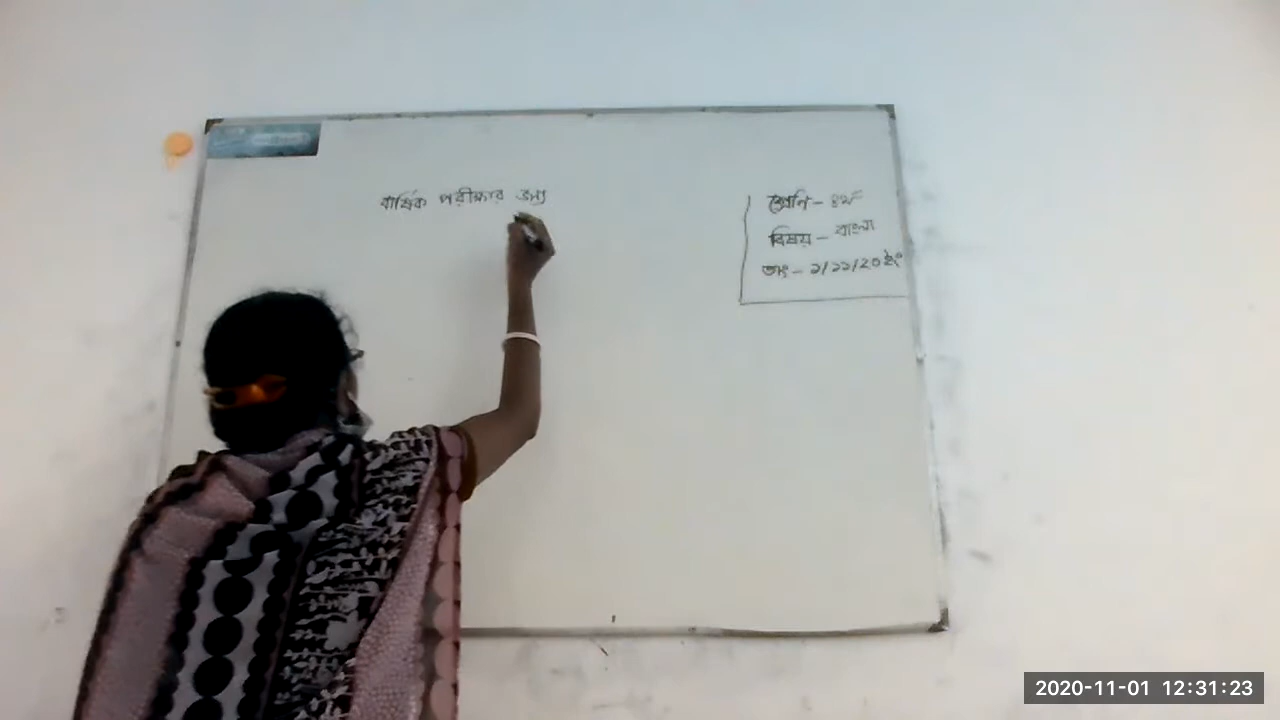 বার্ষিক পরীক্ষার জন্য
শ্রেণি - ৪র্থ
বিষয় - বাংলা
তাং - ১/১১/২০ইং
2020-11-01 12:31:23